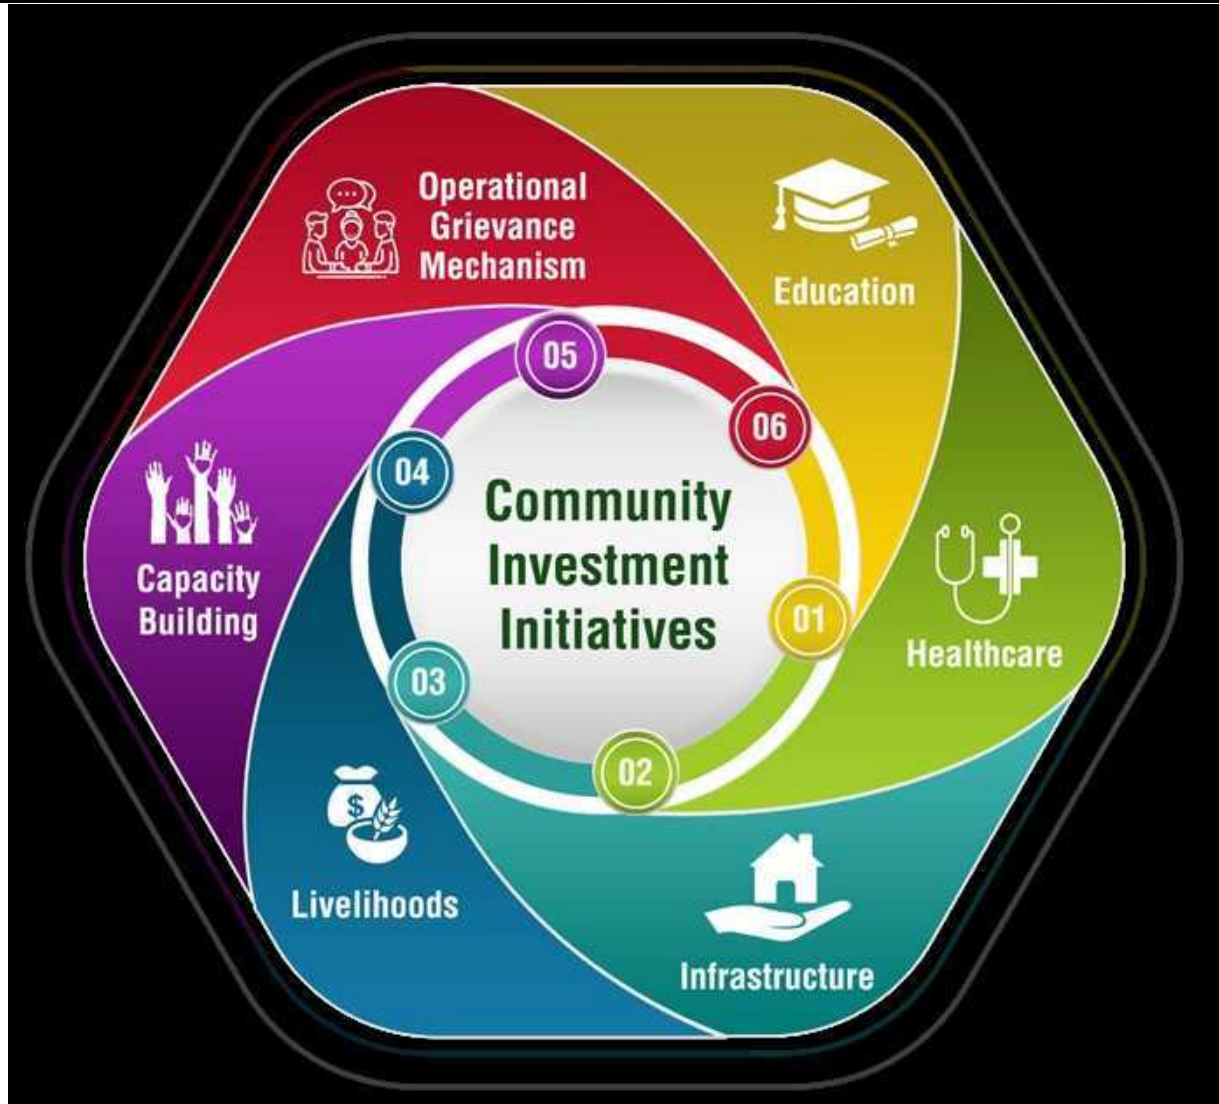 Operational
Grievance
Mechanism
Education
05
06
04
Capacity
Building
Community
Investment
Initiatives
Healthcare
01
03
02
$
Livelihoods
Infrastructure